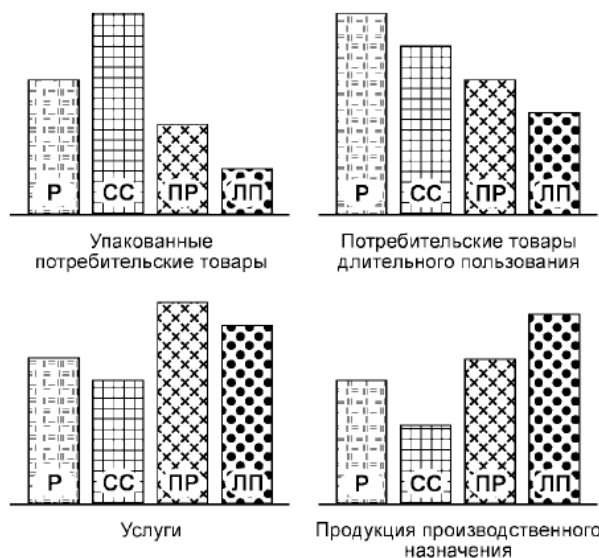 Р СС ПР ЛП
Р СС ПР ЛП
Упакованные
потребительские товары
Потребительские товары
длительного пользования
Р СС ПР ЛП
Р СС ПР ЛП
Услуги
Продукция производственного
назначения